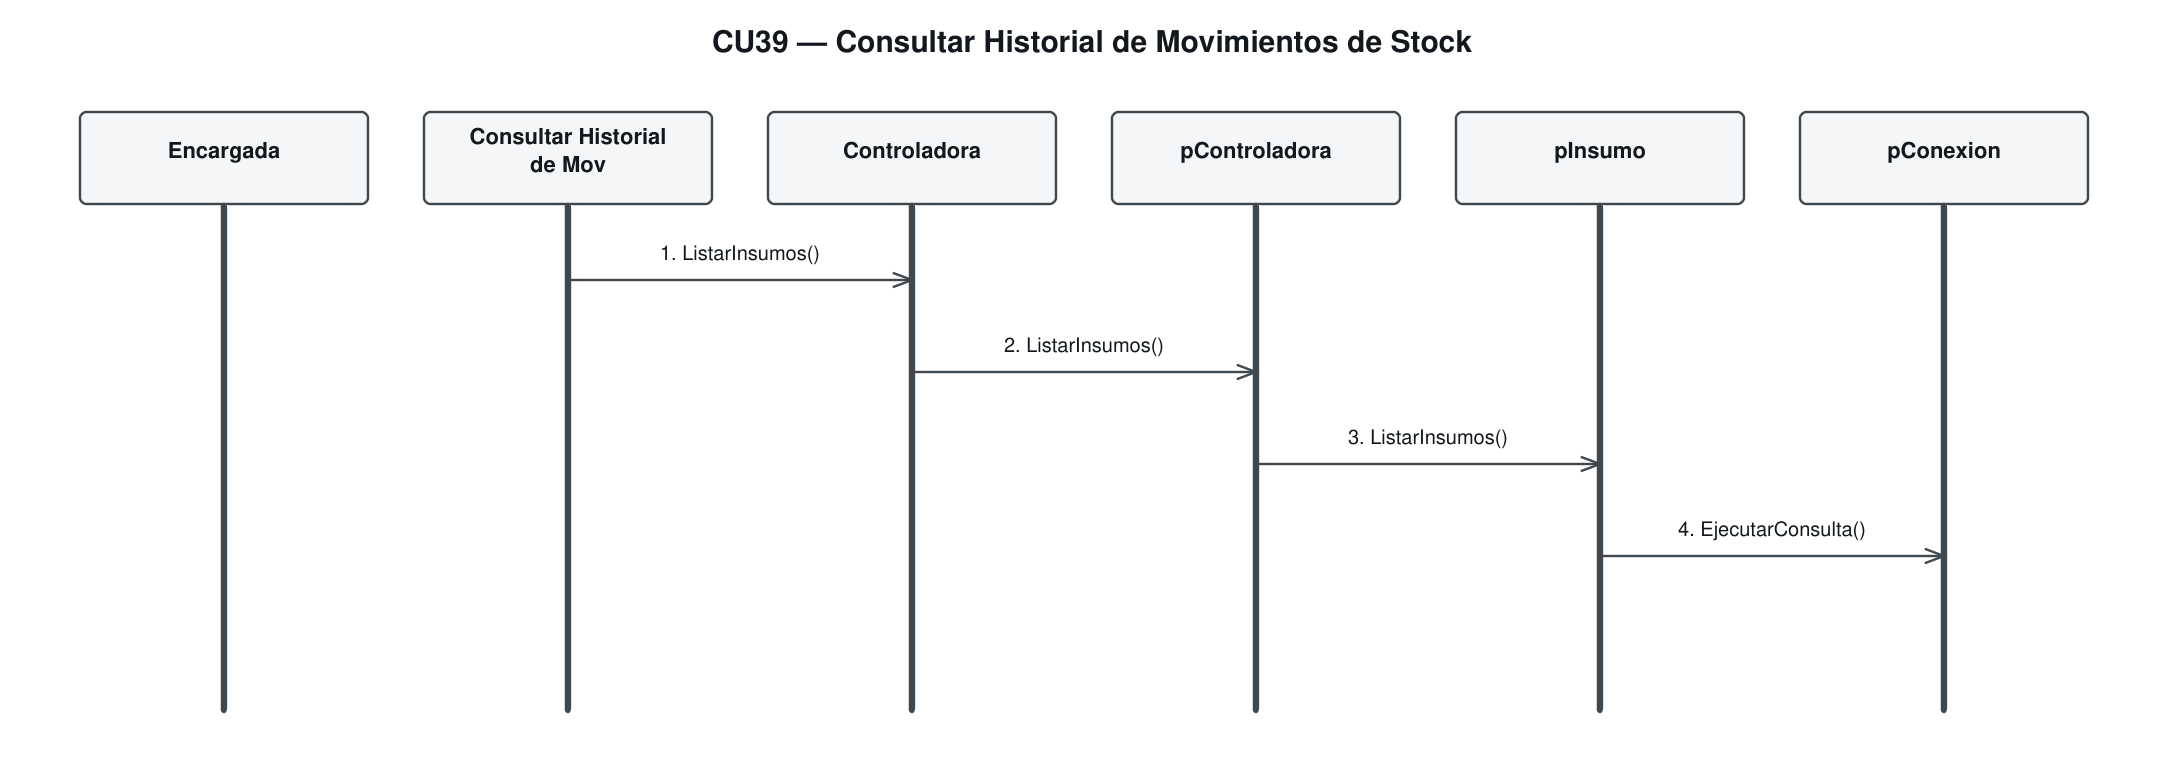 CU39 — Consultar Historial de Movimientos de Stock
Encargada
Consultar Historial
de Mov
Controladora
pControladora
pInsumo
pConexion
1. ListarInsumos()
2. ListarInsumos()
3. ListarInsumos()
4. EjecutarConsulta()